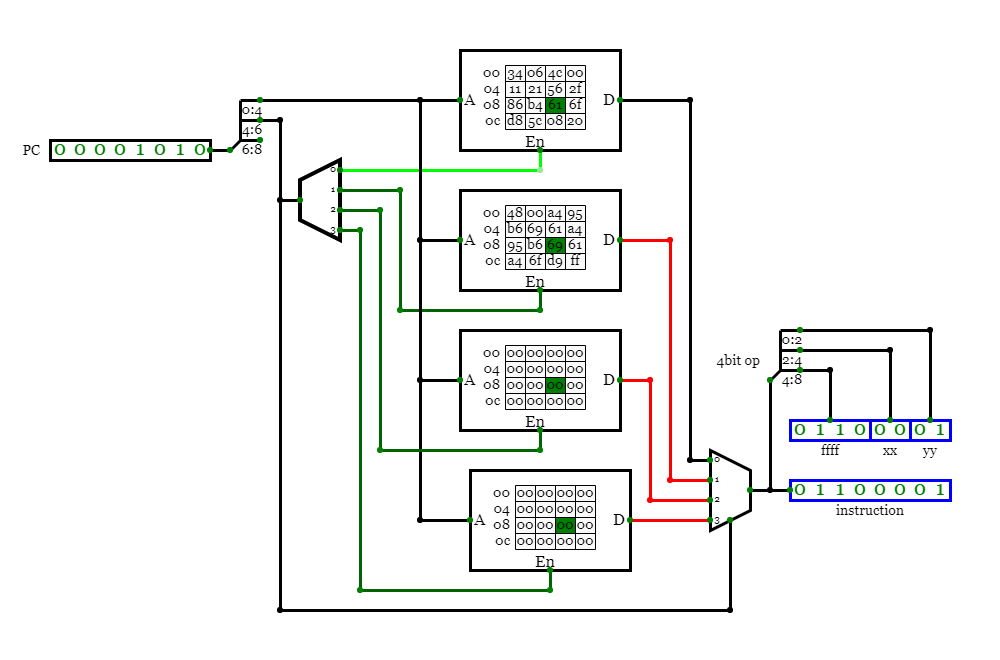 PC 0 0 0 0 1 0 1 0
0:4
4:6
6:8
0
1
2
3
A
00 34 06 4c 00
04 11 21 56 2f
08 86 b4 61 6f
0c d8 5c 08 20
D
En
A
00 48 00 a4 95
04 b6 69 61 a4
08 95 b6 69 61
0c a4 6f d9 ff
D
En
A
00 00 00 00 00
04 00 00 00 00
08 00 00 00 00
0c 00 00 00 00
D
En
A
00 00 00 00 00
04 00 00 00 00
08 00 00 00 00
0c 00 00 00 00
D
En
0
1
2
3
4bit op
0:2
2:4
4:8
0 1 1 0 0 0 0 1
ffff xx yy
0 1 1 0 0 0 0 1
instruction